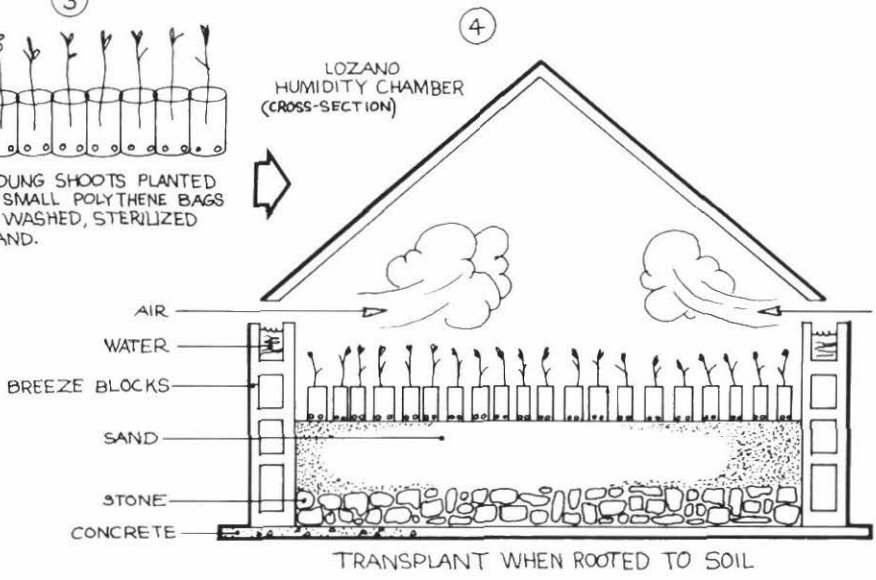 3
OUNG SHOOTS PLANTED
SMALL POLYTHENE BAGS
WASHED, STERILIZED
AND.
4
LOZANO
HUMIDITY CHAMBER
(CROSS-SECTION)
AIR
WATER
BREEZE BLOCKS
SAND
STONE
CONCRETE
TRANSPLANT WHEN ROOTED TO SOIL